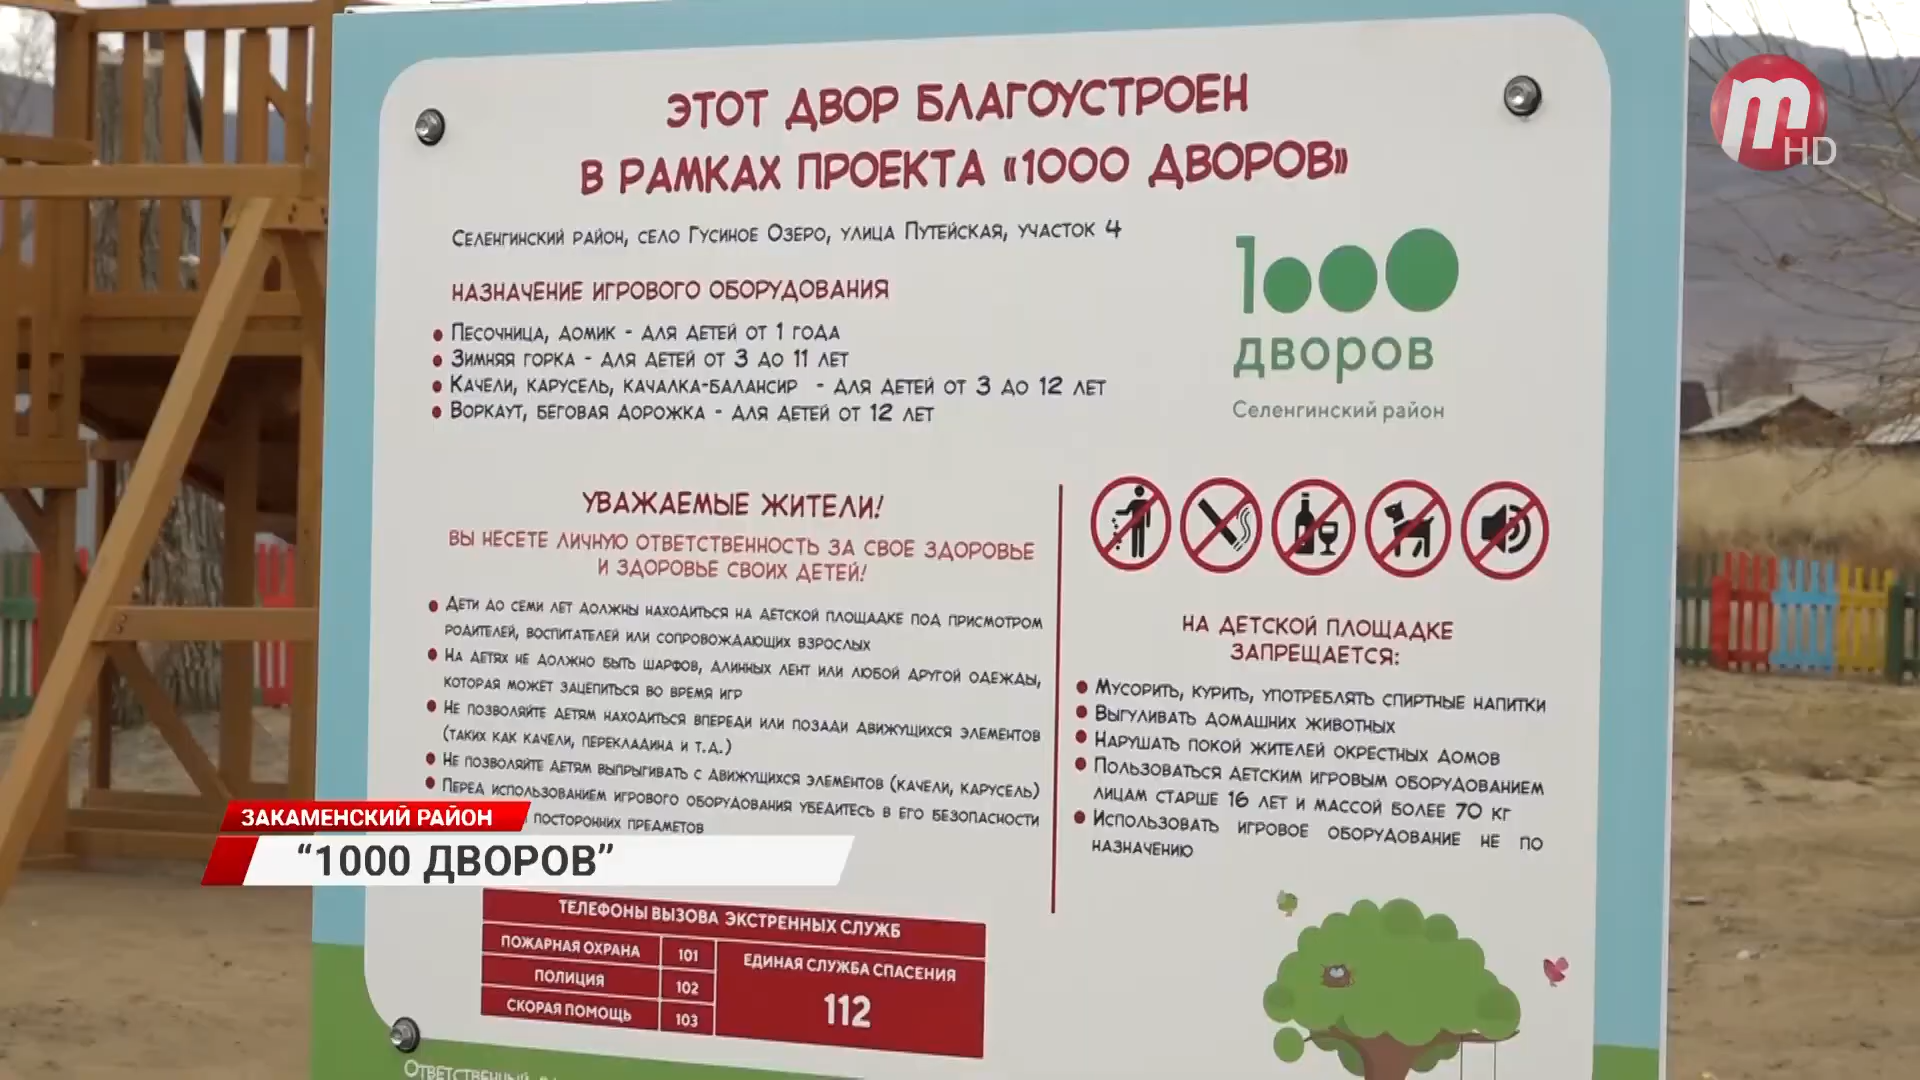 ЭТОТ ДВОР БЛАГОУСТРОЕН
В РАМКАХ ПРОЕКТА «1000 ДВОРОВ»
m HD
СЕЛЕНГИНСКИЙ РАЙОН, СЕЛО ГУСИНОЕ ОЗЕРО, УЛИЦА ПУТЕЙСКАЯ, УЧАСТОК 4
НАЗНАЧЕНИЕ ИГРОВОГО ОБОРУДОВАНИЯ
ПЕСОЧНИЦА, ДОМИК - ДЛЯ ДЕТЕЙ ОТ 1 ГОДА
ЗИМНЯЯ ГОРКА - ДЛЯ ДЕТЕЙ ОТ 3 ДО 11 ЛЕТ
КАЧЕЛИ, КАРУСЕЛЬ, КАЧАЛКА-БАЛАНСИР - ДЛЯ ДЕТЕЙ ОТ 3 ДО 12 ЛЕТ
ВОРКАУТ, БЕГОВАЯ ДОРОЖКА - ДЛЯ ДЕТЕЙ ОТ 12 ЛЕТ
1000
дворов
Селенгинский район
УВАЖАЕМЫЕ ЖИТЕЛИ!
ВЫ НЕСЕТЕ ЛИЧНУЮ ОТВЕТСТВЕННОСТЬ ЗА СВОЕ ЗДОРОВЬЕ
И ЗДОРОВЬЕ СВОИХ ДЕТЕЙ!
ДЕТИ ДО СЕМИ ЛЕТ ДОЛЖНЫ НАХОДИТЬСЯ НА ДЕТСКОЙ ПЛОЩАДКЕ ПОД ПРИСМОТРОМ
РОДИТЕЛЕЙ, ВОСПИТАТЕЛЕЙ ИЛИ СОПРОВОЖДАЮЩИХ ВЗРОСЛЫХ
НА ДЕТЯХ НЕ ДОЛЖНО БЫТЬ ШАРФОВ, ДЛИННЫХ ЛЕНТ ИЛИ ЛЮБОЙ ДРУГОЙ ОДЕЖДЫ,
КОТОРАЯ МОЖЕТ ЗАЦЕПИТЬСЯ ВО ВРЕМЯ ИГР
НЕ ПОЗВОЛЯЙТЕ ДЕТЯМ НАХОДИТЬСЯ ВПЕРЕДИ ИЛИ ПОЗАДИ ДВИЖУЩИХСЯ ЭЛЕМЕНТОВ
(ТАКИХ КАК КАЧЕЛИ, ПЕРЕКЛАДИНА И Т.Д.)
НЕ ПОЗВОЛЯЙТЕ ДЕТЯМ ВЫПРЫГИВАТЬ С ДВИЖУЩИХСЯ ЭЛЕМЕНТОВ (КАЧЕЛИ, КАРУСЕЛЬ)
ПЕРЕД ИСПОЛЬЗОВАНИЕМ ИГРОВОГО ОБОРУДОВАНИЯ УБЕДИТЕСЬ В ЕГО БЕЗОПАСНОСТИ
ПОСТОРОННИХ ПРЕДМЕТОВ
НА ДЕТСКОЙ ПЛОЩАДКЕ
ЗАПРЕЩАЕТСЯ:
МУСОРИТЬ, КУРИТЬ, УПОТРЕБЛЯТЬ СПИРТНЫЕ НАПИТКИ
ВЫГУЛИВАТЬ ДОМАШНИХ ЖИВОТНЫХ
НАРУШАТЬ ПОКОЙ ЖИТЕЛЕЙ ОКРЕСТНЫХ ДОМОВ
ПОЛЬЗОВАТЬСЯ ДЕТСКИМ ИГРОВЫМ ОБОРУДОВАНИЕМ
ЛИЦАМ СТАРШЕ 16 ЛЕТ И МАССОЙ БОЛЕЕ 70 КГ
ИСПОЛЬЗОВАТЬ ИГРОВОЕ ОБОРУДОВАНИЕ НЕ ПО
НАЗНАЧЕНИЮ
ЗАКАМЕНСКИЙ РАЙОН
“1000 ДВОРОВ”
ТЕЛЕФОНЫ ВЫЗОВА ЭКСТРЕННЫХ СЛУЖБ
ПОЖАРНАЯ ОХРАНА 101
ПОЛИЦИЯ 102
СКОРАЯ ПОМОЩЬ 103
ЕДИНАЯ СЛУЖБА СПАСЕНИЯ
112
ОТВЕТСТВЕННЫЙ